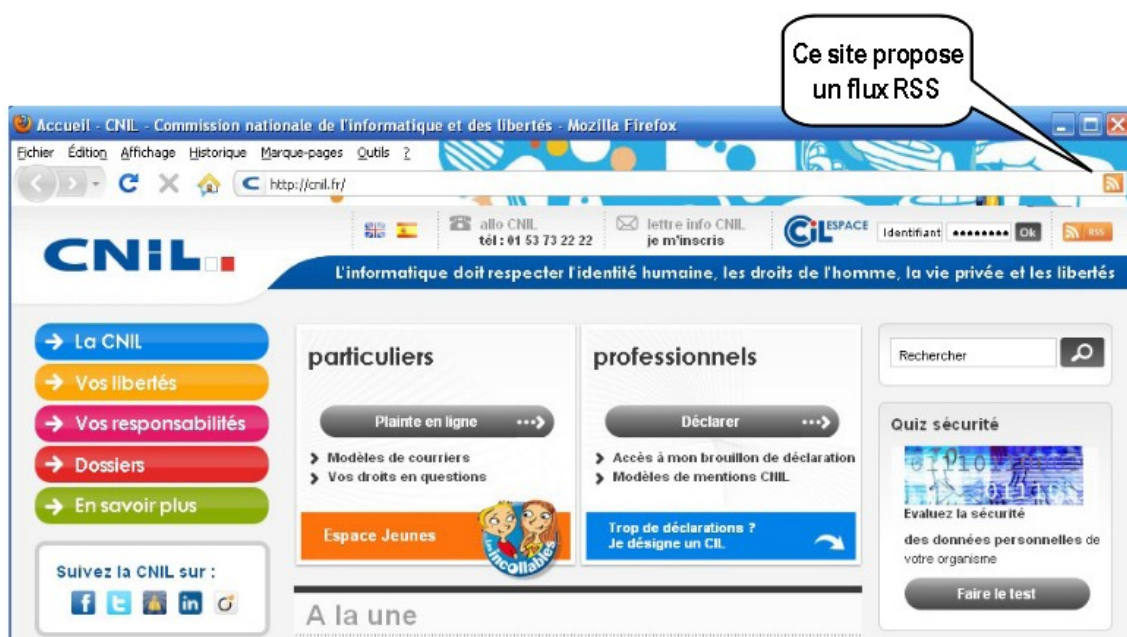 Ce site propose
un flux RSS
Accueil - CNIL - Commission nationale de l'informatique et des libertés - Mozilla Firefox
Fichier Édition Affichage Historique Marque-pages Outils ?
http://cnil.fr/
CNIL
allo CNIL
tél : 01 53 73 22 22
lettre info CNIL
je m'inscris
CIL ESPACE
Identifiant
Ok
RSS
L'informatique doit respecter l'identité humaine, les droits de l'homme, la vie privée et les libertés
La CNIL
Vos libertés
Vos responsabilités
Dossiers
En savoir plus
Suivez la CNIL sur :
particuliers
Plainte en ligne
Modèles de courriers
Vos droits en questions
Espace Jeunes
les incollables
professionnels
Déclarer
Accès à mon brouillon de déclaration
Modèles de mentions CNIL
Trop de déclarations ?
Je désigne un CIL
A la une
Rechercher
Quiz sécurité
Evaluez la sécurité
des données personnelles de
votre organisme
Faire le test